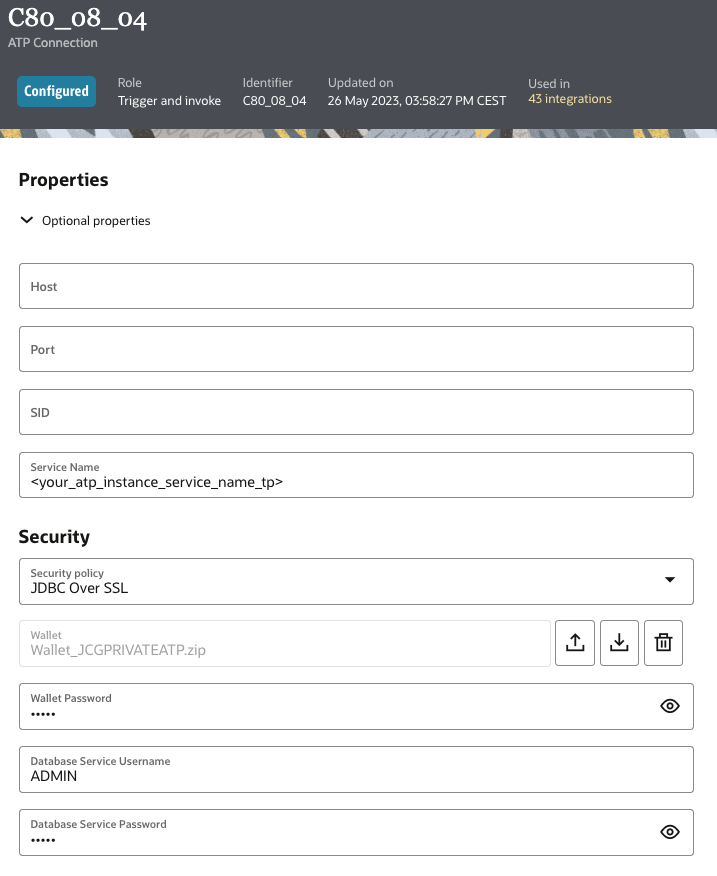 C80_08_04
ATP Connection
Configured
Role
Trigger and invoke
Identifier
C80_08_04
Updated on
26 May 2023, 03:58:27 PM CEST
Used in
43 integrations
Properties
Optional properties
Host
Port
SID
Service Name
<your_atp_instance_service_name_tp>
Security
Security policy
JDBC Over SSL
Wallet
Wallet_JCGPRIVATEATP.zip
Wallet Password
•••••
Database Service Username
ADMIN
Database Service Password
•••••